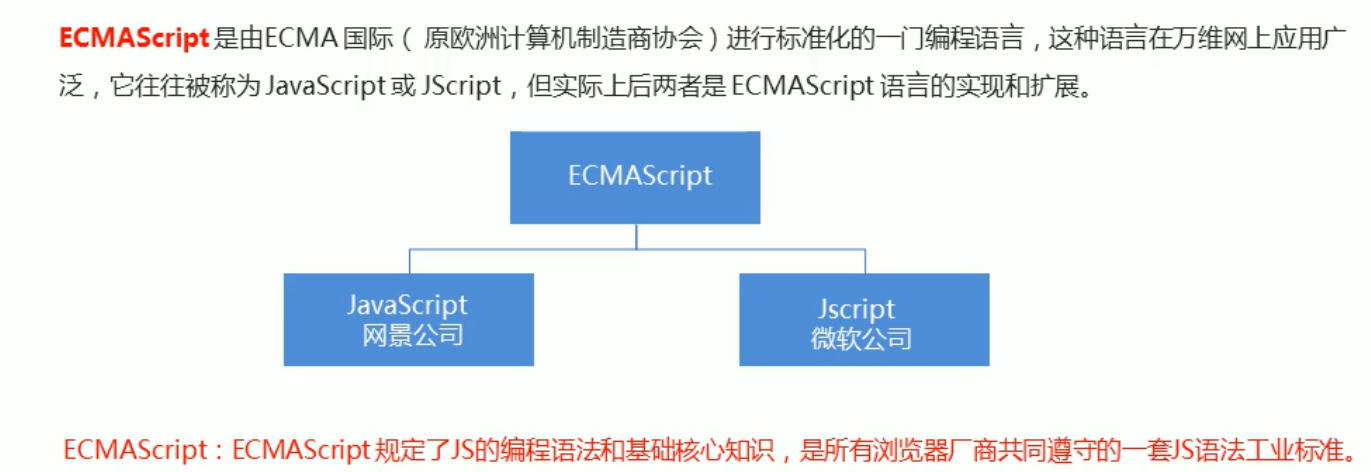 ECMAScript 是由ECMA 国际（ 原欧洲计算机制造商协会）进行标准化的一门编程语言，这种语言在万维网上应用广
泛，它往往被称为 JavaScript 或 JScript，但实际上后两者是 ECMAScript 语言的实现和扩展。
ECMAScript
JavaScript
网景公司
Jscript
微软公司
ECMAScript：ECMAScript 规定了JS的编程语法和基础核心知识，是所有浏览器厂商共同遵守的一套JS语法工业标准。